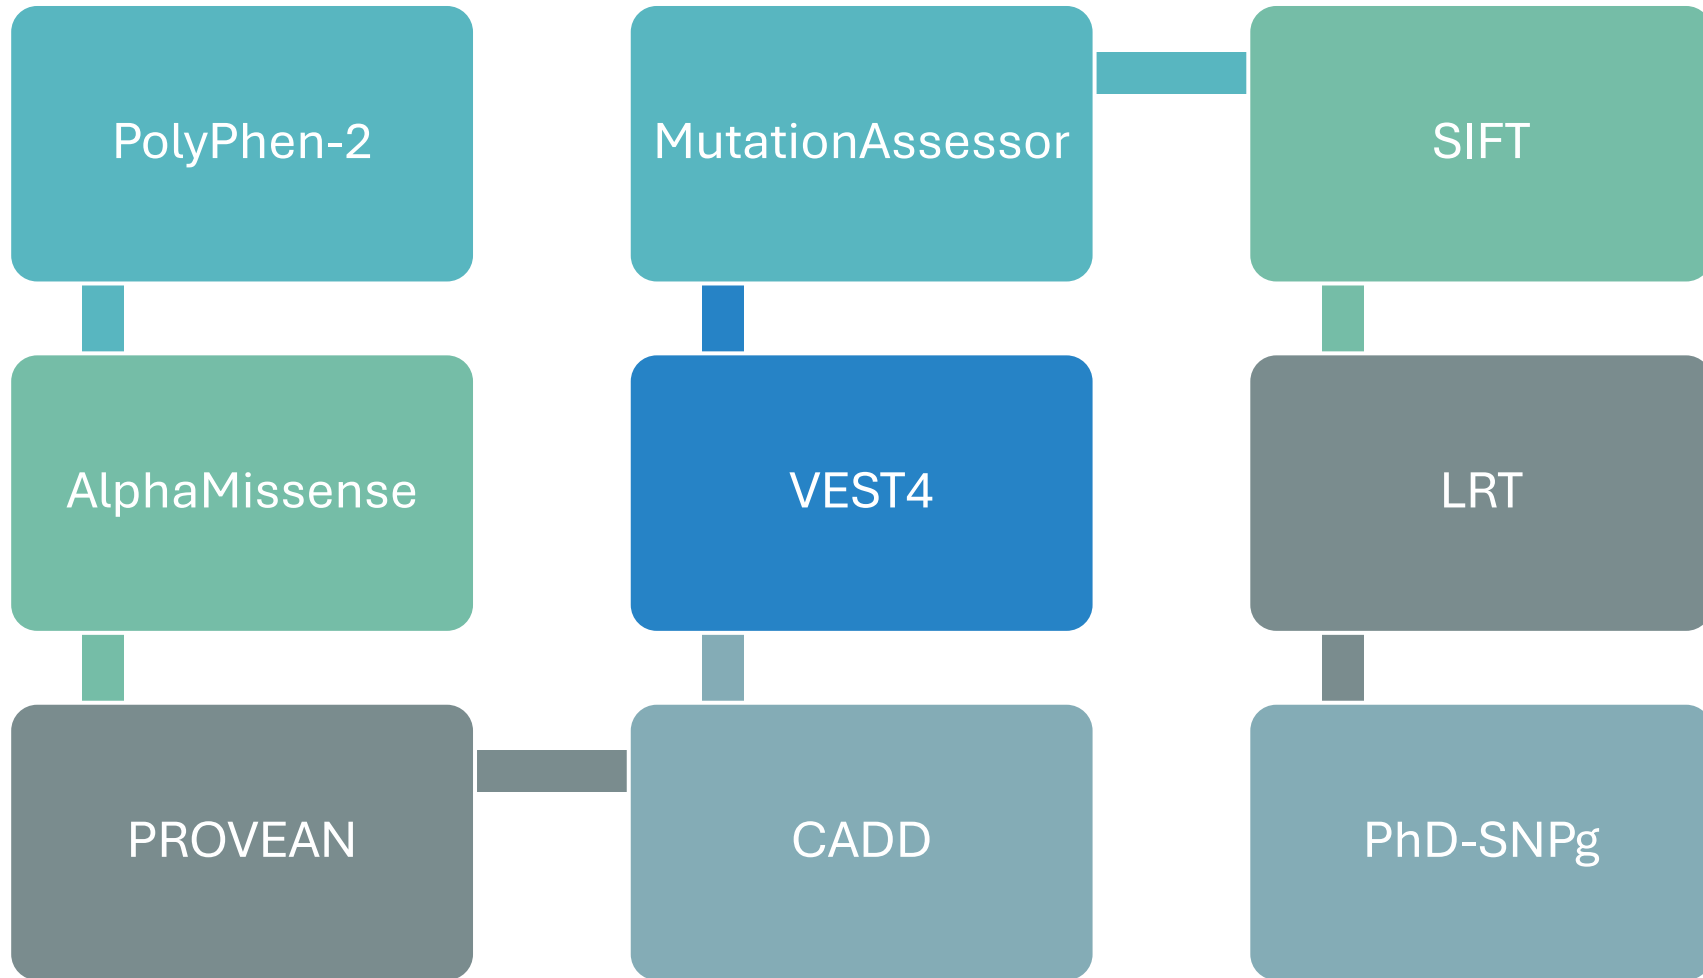 PolyPhen-2
AlphaMissense
PROVEAN
CADD
VEST4
MutationAssessor
SIFT
LRT
PhD-SNPg